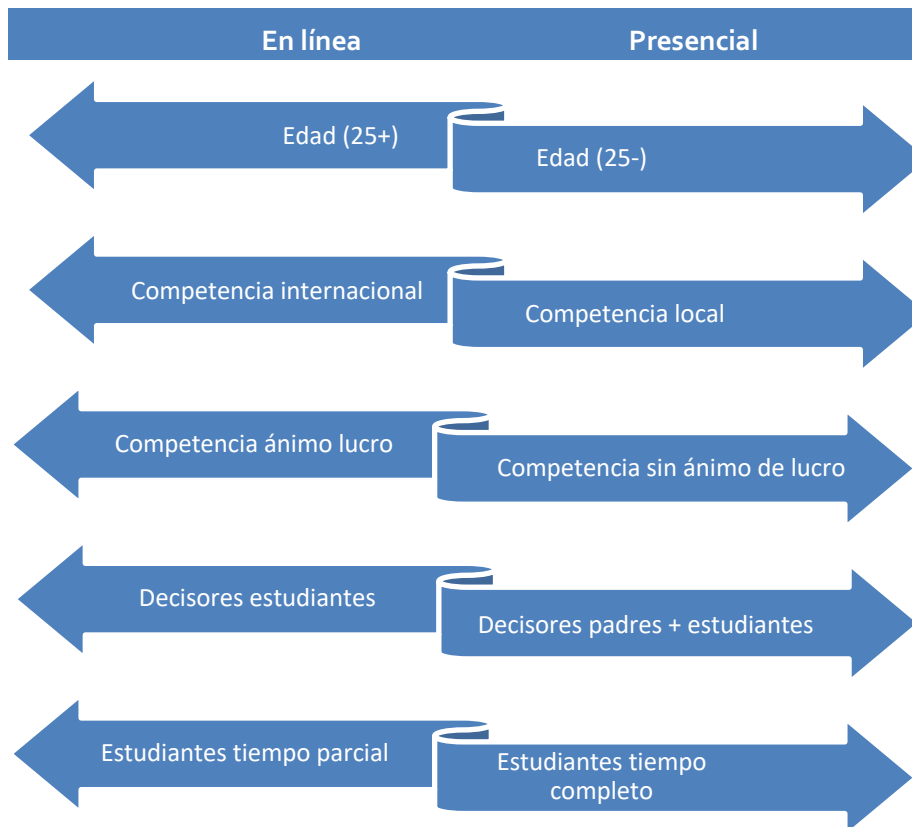 En línea Presencial
Edad (25+)
Edad (25-)
Competencia internacional
Competencia local
Competencia ánimo lucro
Competencia sin ánimo de lucro
Decisores estudiantes
Decisores padres + estudiantes
Estudiantes tiempo parcial
Estudiantes tiempo
completo